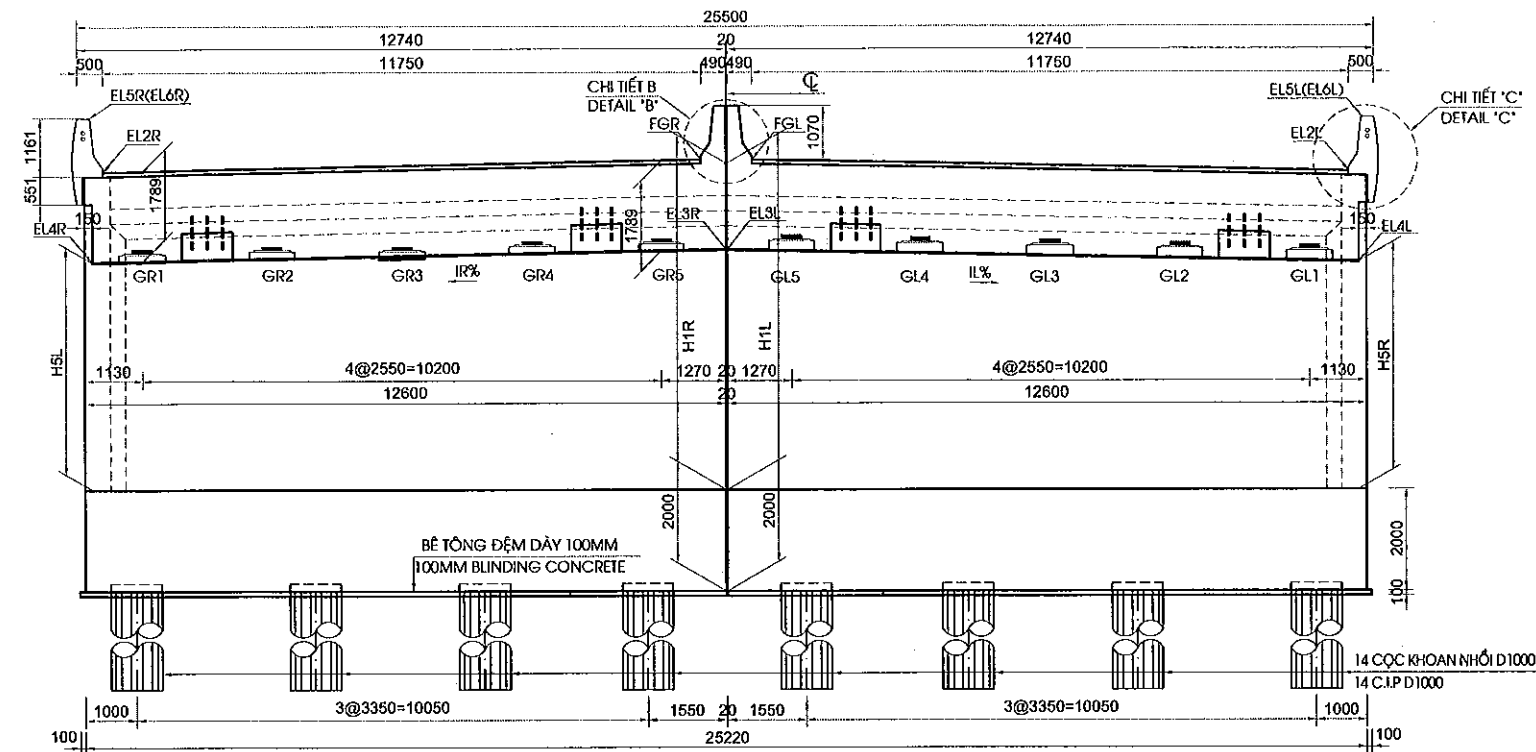 25500
12740 20 12740
500 11750 490 490 11750 500
EL5R(EL6R)
CHI TIẾT B
DETAIL "B"
℄
EL5L(EL6L)
CHI TIẾT "C"
DETAIL "C"
FGR FGL
1070
1161
EL2R
EL2L
551
1789
1789
150
150
EL4R
EL3R EL3L
EL4L
GR1 GR2 GR3 IR% GR4 GR5 GL5 GL4 IL% GL3 GL2 GL1
H5L
H1R
H1L
H5R
1130 4@2550=10200 1270 20 1270 4@2550=10200 1130
12600 20 12600
2000
2000
2000
BÊ TÔNG ĐỆM DÀY 100MM
100MM BLINDING CONCRETE
100
14 CỌC KHOAN NHỒI D1000
14 C.I.P D1000
1000 3@3350=10050 1550 20 1550 3@3350=10050 1000
100 25220 100